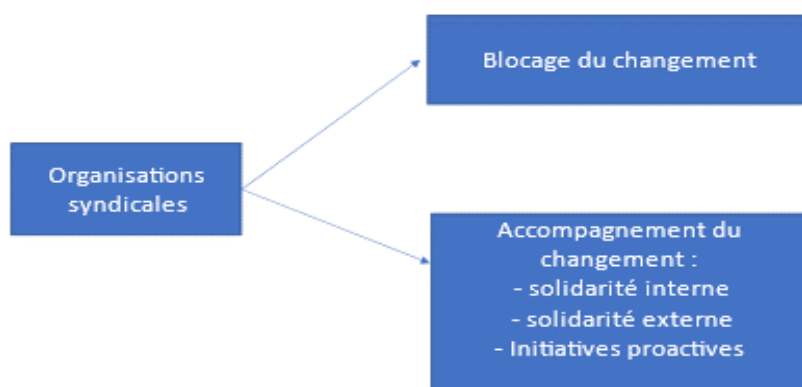 Blocage du changement
Organisations
syndicales
Accompagnement du
changement :
- solidarité interne
- solidarité externe
- Initiatives proactives